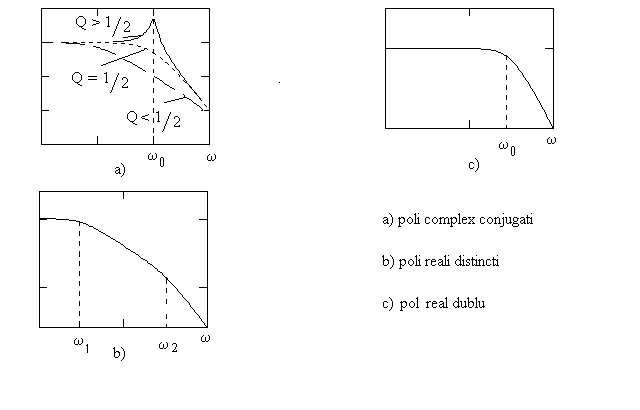 Q > 1/2
Q = 1/2
Q < 1/2
ω0 ω
a)
ω0 ω
c)
ω1 ω2 ω
b)
a) poli complex conjugati
b) poli reali distincti
c) pol real dublu